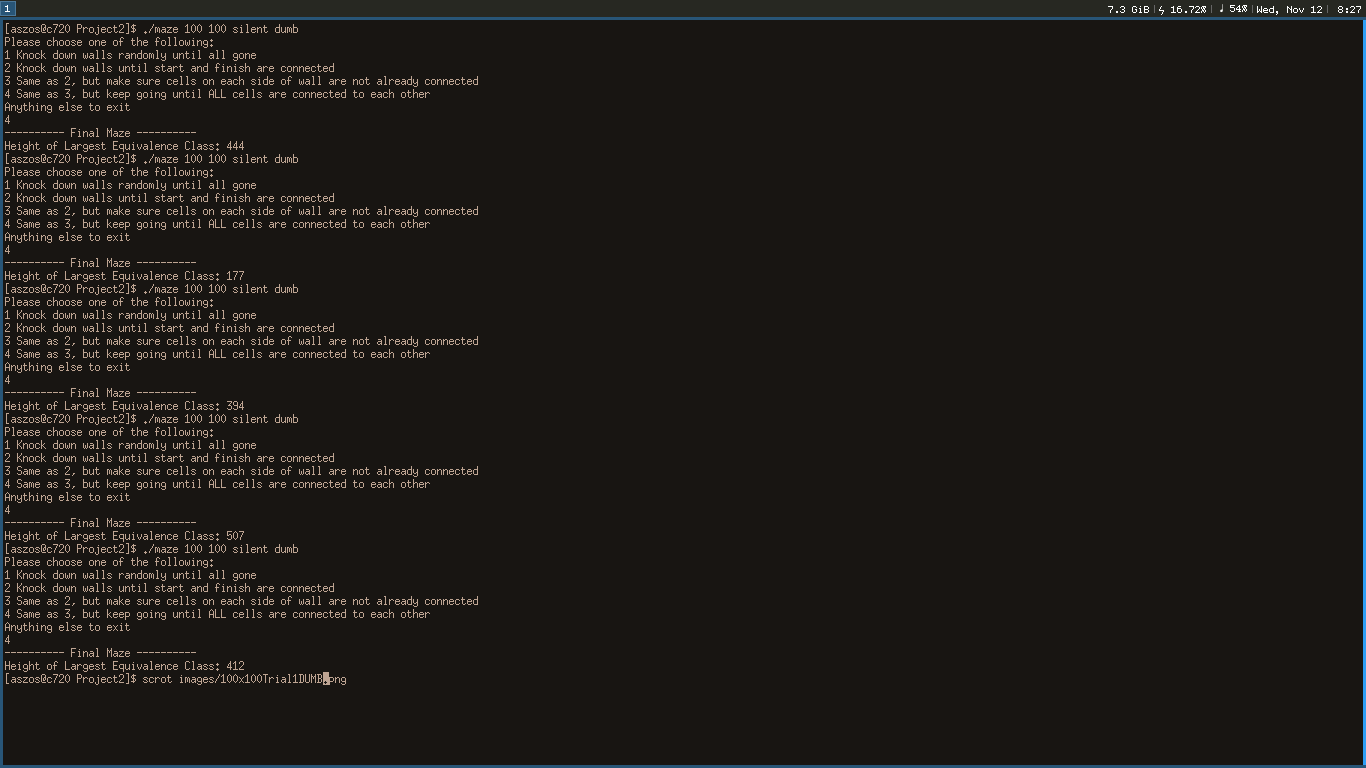 1 7.3 GiB | 16.72% | 54% | Wed, Nov 12 | 8:27
[aszos@c720 Project2]$ ./maze 100 100 silent dumb
Please choose one of the following:
1 Knock down walls randomly until all gone
2 Knock down walls until start and finish are connected
3 Same as 2, but make sure cells on each side of wall are not already connected
4 Same as 3, but keep going until ALL cells are connected to each other
Anything else to exit
4
---------- Final Maze ----------
Height of Largest Equivalence Class: 444
[aszos@c720 Project2]$ ./maze 100 100 silent dumb
Please choose one of the following:
1 Knock down walls randomly until all gone
2 Knock down walls until start and finish are connected
3 Same as 2, but make sure cells on each side of wall are not already connected
4 Same as 3, but keep going until ALL cells are connected to each other
Anything else to exit
4
---------- Final Maze ----------
Height of Largest Equivalence Class: 177
[aszos@c720 Project2]$ ./maze 100 100 silent dumb
Please choose one of the following:
1 Knock down walls randomly until all gone
2 Knock down walls until start and finish are connected
3 Same as 2, but make sure cells on each side of wall are not already connected
4 Same as 3, but keep going until ALL cells are connected to each other
Anything else to exit
4
---------- Final Maze ----------
Height of Largest Equivalence Class: 394
[aszos@c720 Project2]$ ./maze 100 100 silent dumb
Please choose one of the following:
1 Knock down walls randomly until all gone
2 Knock down walls until start and finish are connected
3 Same as 2, but make sure cells on each side of wall are not already connected
4 Same as 3, but keep going until ALL cells are connected to each other
Anything else to exit
4
---------- Final Maze ----------
Height of Largest Equivalence Class: 507
[aszos@c720 Project2]$ ./maze 100 100 silent dumb
Please choose one of the following:
1 Knock down walls randomly until all gone
2 Knock down walls until start and finish are connected
3 Same as 2, but make sure cells on each side of wall are not already connected
4 Same as 3, but keep going until ALL cells are connected to each other
Anything else to exit
4
---------- Final Maze ----------
Height of Largest Equivalence Class: 412
[aszos@c720 Project2]$ scrot images/100x100Trial1DUMB.png